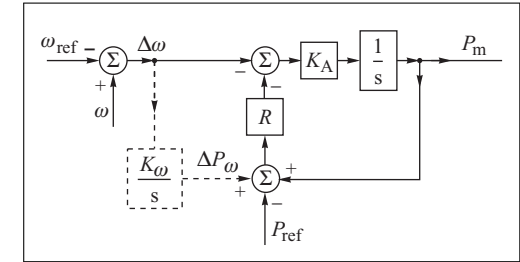 ω_ref − Σ Δω − Σ K_A 1/s P_m
+ ω −
R
K_ω/s ΔP_ω + Σ +
−
P_ref